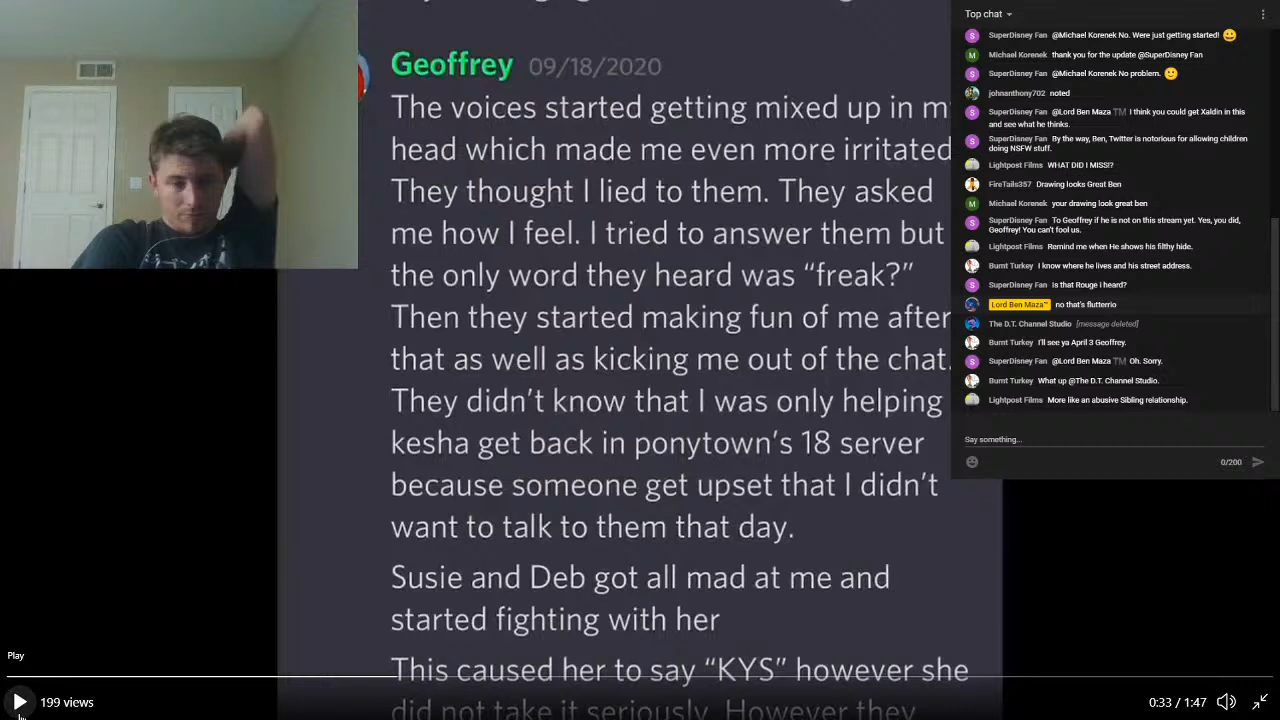 Geoffrey 09/18/2020
The voices started getting mixed up in m
head which made me even more irritated
They thought I lied to them. They asked
me how I feel. I tried to answer them but
the only word they heard was “freak?”
Then they started making fun of me after
that as well as kicking me out of the chat.
They didn’t know that I was only helping
kesha get back in ponytown’s 18 server
because someone get upset that I didn’t
want to talk to them that day.
Susie and Deb got all mad at me and
started fighting with her
This caused her to say “KYS” however she
did not take it seriously. However they
Top chat
S SuperDisney Fan @Michael Korenek No. Were just getting started! 😀
M Michael Korenek thank you for the update @SuperDisney Fan
S SuperDisney Fan @Michael Korenek No problem. 🙂
johnanthony702 noted
S SuperDisney Fan @Lord Ben Maza ™️ I think you could get Xaldin in this
and see what he thinks.
S SuperDisney Fan By the way, Ben, Twitter is notorious for allowing children
doing NSFW stuff.
Lightpost Films WHAT DID I MISS!?
FireTails357 Drawing looks Great Ben
M Michael Korenek your drawing look great ben
S SuperDisney Fan To Geoffrey if he is not on this stream yet. Yes, you did,
Geoffrey! You can't fool us.
Lightpost Films Remind me when He shows his filthy hide.
Burnt Turkey I know where he lives and his street address.
S SuperDisney Fan Is that Rouge i heard?
Lord Ben Maza™ no that's flutterrio
The D.T. Channel Studio [message deleted]
Burnt Turkey I'll see ya April 3 Geoffrey.
S SuperDisney Fan @Lord Ben Maza ™️ Oh. Sorry.
Burnt Turkey What up @The D.T. Channel Studio.
Lightpost Films More like an abusive Sibling relationship.
Say something...
0/200
Play
199 views
0:33 / 1:47